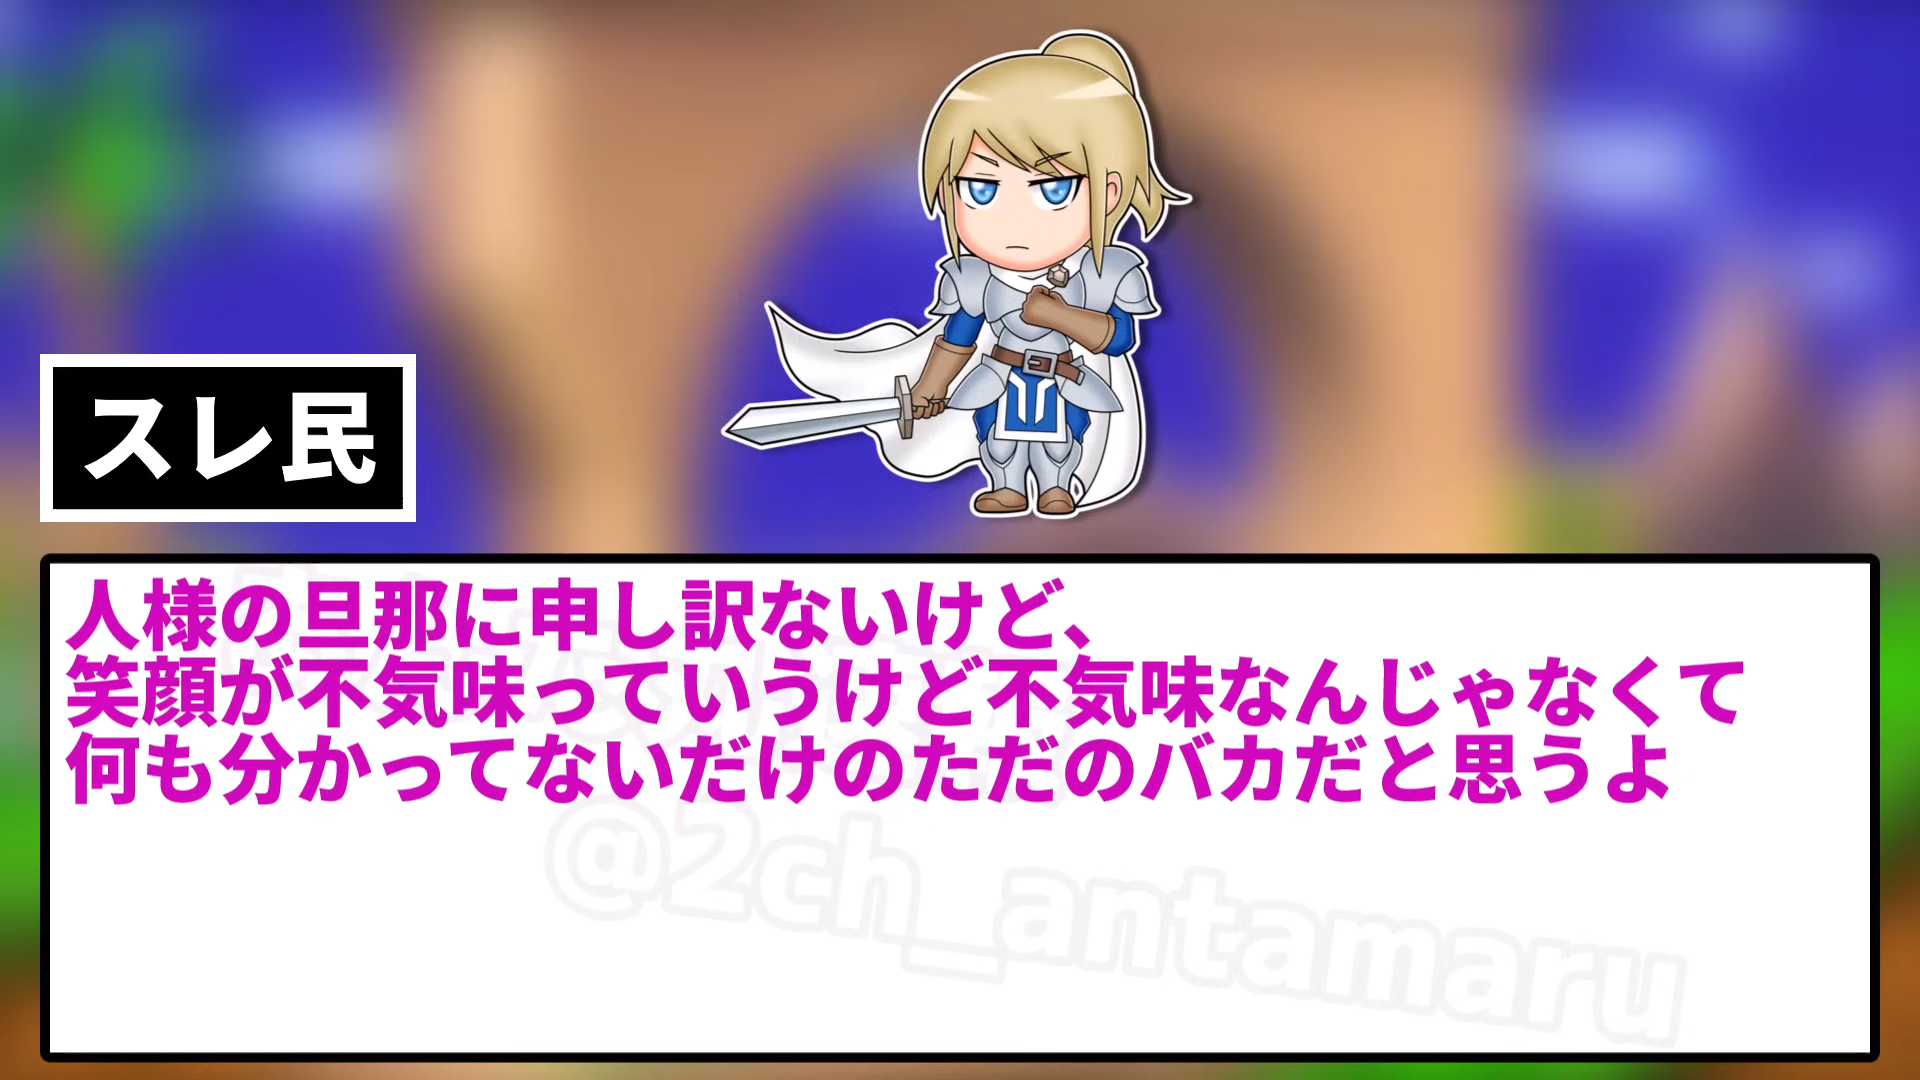 スレ民
人様の旦那に申し訳ないけど、
笑顔が不気味っていうけど不気味なんじゃなくて
何も分かってないだけのただのバカだと思うよ
@2ch_antamaru